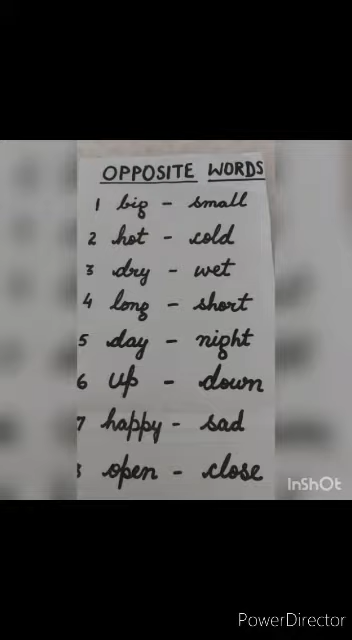 OPPOSITE WORDS
1 big - small
2 hot - cold
3 dry - wet
4 long - short
5 day - night
6 up - down
7 happy - sad
open - close
InShOt
PowerDirector